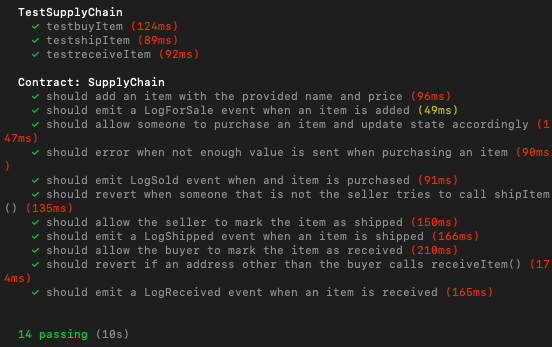 TestSupplyChain
✓ testbuyItem (124ms)
✓ testshipItem (89ms)
✓ testreceiveItem (92ms)
Contract: SupplyChain
✓ should add an item with the provided name and price (96ms)
✓ should emit a LogForSale event when an item is added (49ms)
✓ should allow someone to purchase an item and update state accordingly (1
47ms)
✓ should error when not enough value is sent when purchasing an item (90ms
)
✓ should emit LogSold event when and item is purchased (91ms)
✓ should revert when someone that is not the seller tries to call shipItem
() (135ms)
✓ should allow the seller to mark the item as shipped (150ms)
✓ should emit a LogShipped event when an item is shipped (166ms)
✓ should allow the buyer to mark the item as received (210ms)
✓ should revert if an address other than the buyer calls receiveItem() (17
4ms)
✓ should emit a LogReceived event when an item is received (165ms)
14 passing (10s)